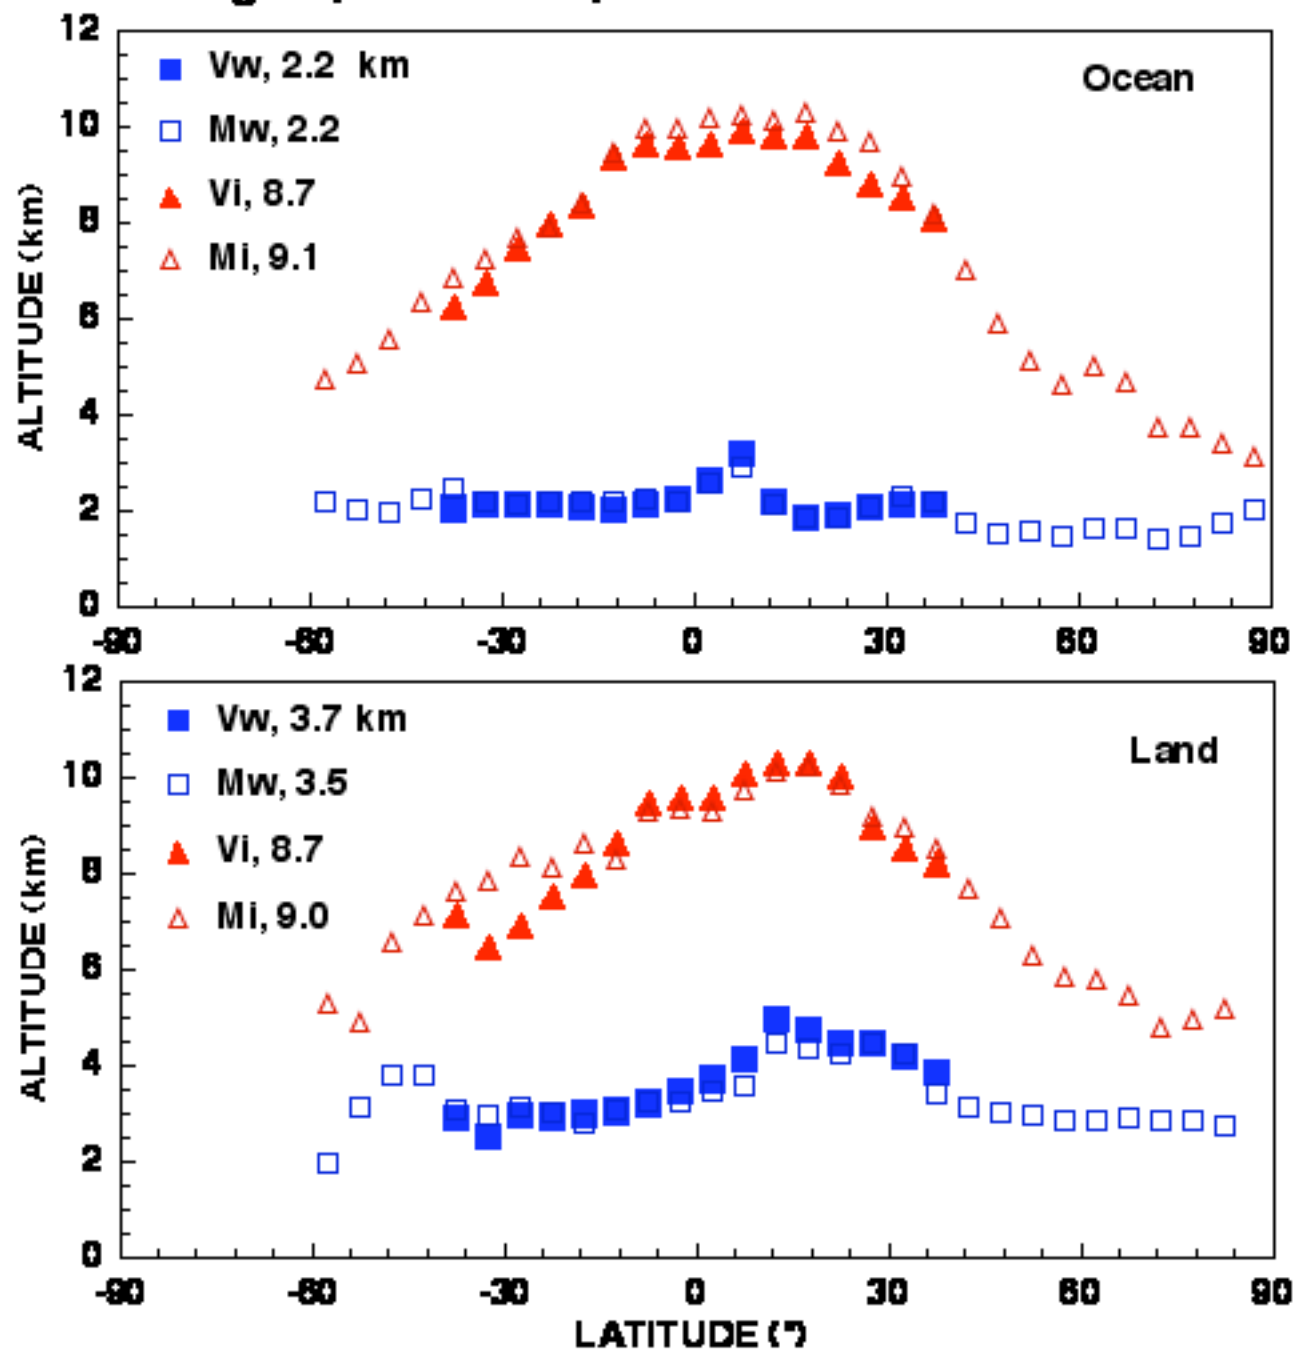 12
Vw, 2.2 km
Ocean
Mw, 2.2
10
Vi, 8.7
8
Mi, 9.1
6
4
2
0
ALTITUDE (km)
-90 -60 -30 0 30 60 90
12
Vw, 3.7 km
Land
Mw, 3.5
10
Vi, 8.7
8
Mi, 9.0
6
4
2
0
ALTITUDE (km)
-90 -60 -30 0 30 60 90
LATITUDE (°)